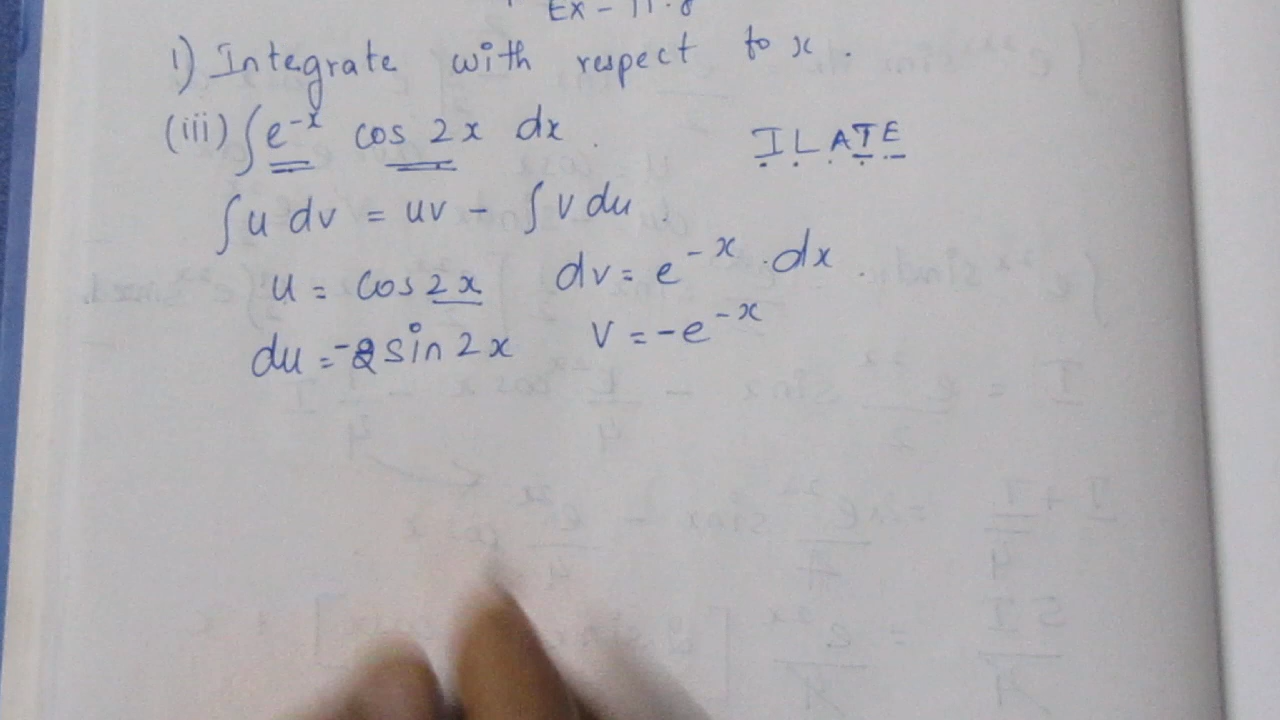 Ex - 11.8
1) Integrate with respect to x.
(iii) ∫ e^-x cos 2x dx. ILATE
∫ u dv = uv - ∫ v du.
u = cos 2x dv = e^-x . dx.
du = -2 sin 2x v = -e^-x